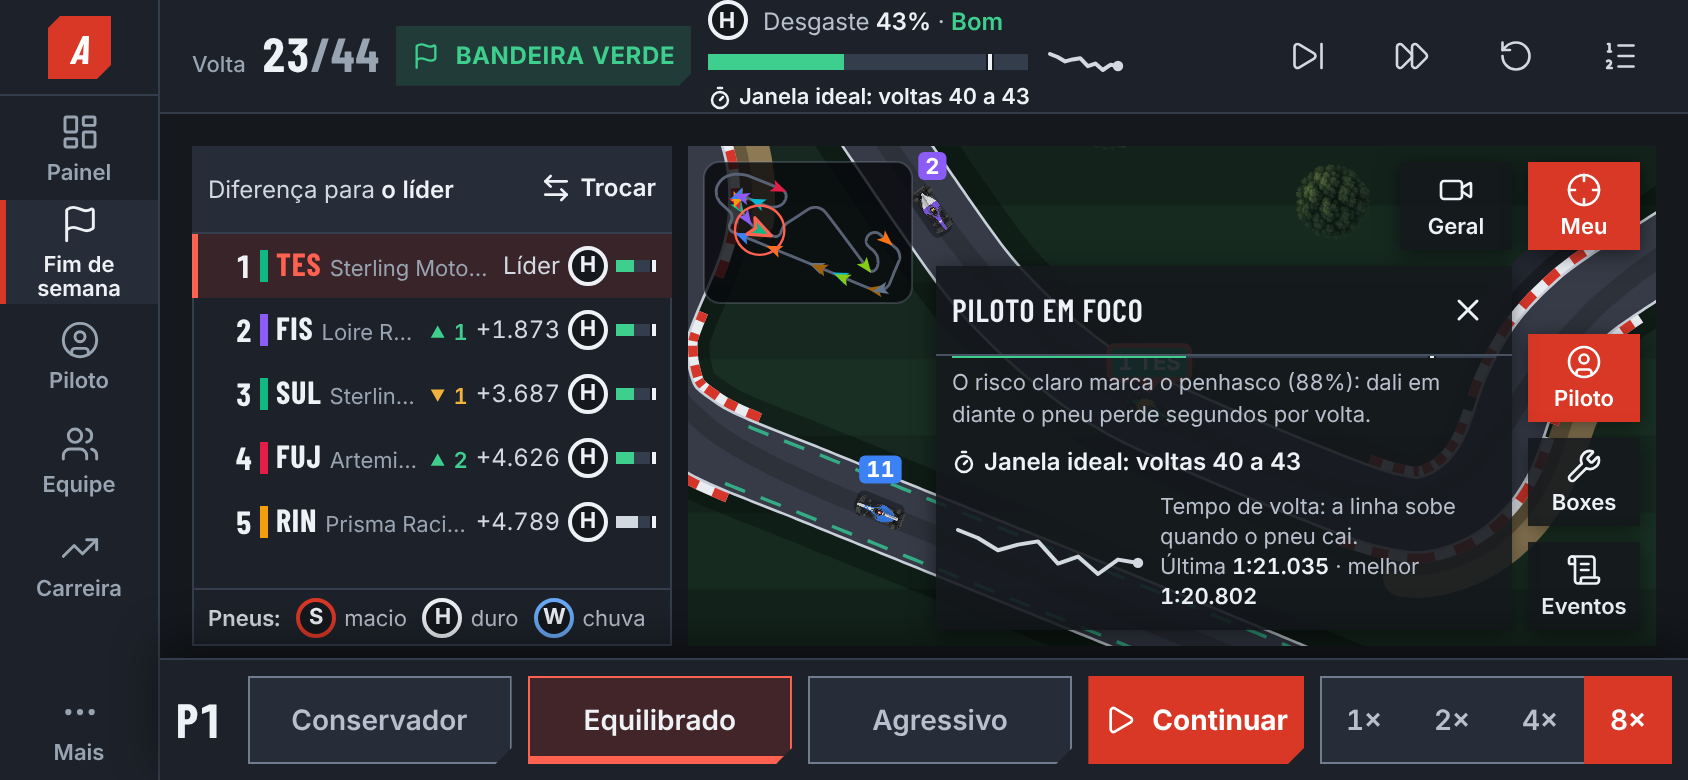 A
Painel
Fim de
semana
Piloto
Equipe
Carreira
Mais
Volta 23/44
BANDEIRA VERDE
H Desgaste 43% · Bom
Janela ideal: voltas 40 a 43
Diferença para o líder
Trocar
1 TES Sterling Moto... Líder H
2 FIS Loire R... ▲ 1 +1.873 H
3 SUL Sterlin... ▼ 1 +3.687 H
4 FUJ Artemi... ▲ 2 +4.626 H
5 RIN Prisma Raci... +4.789 H
Pneus: S macio H duro W chuva
2
11
Geral
Meu
PILOTO EM FOCO
1 TES
O risco claro marca o penhasco (88%): dali em
diante o pneu perde segundos por volta.
Janela ideal: voltas 40 a 43
Tempo de volta: a linha sobe
quando o pneu cai.
Última 1:21.035 · melhor
1:20.802
Piloto
Boxes
Eventos
P1
Conservador
Equilibrado
Agressivo
Continuar
1×
2×
4×
8×